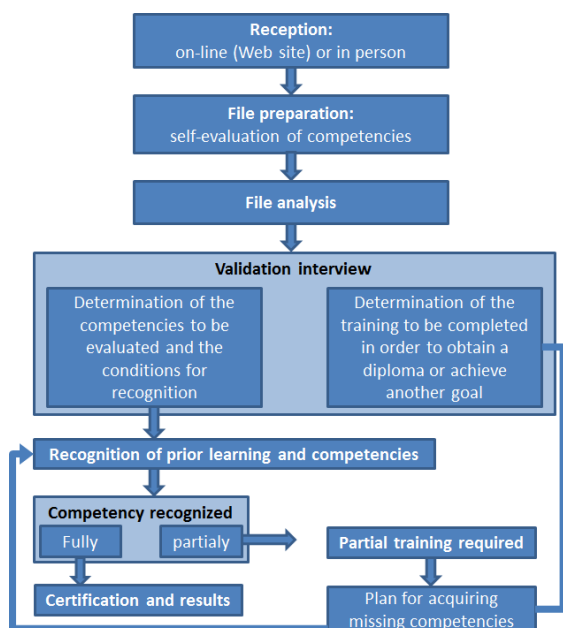 Reception:
on-line (Web site) or in person
File preparation:
self-evaluation of competencies
File analysis
Validation interview
Determination of the
competencies to be
evaluated and the
conditions for
recognition
Determination of the
training to be completed
in order to obtain a
diploma or achieve
another goal
Recognition of prior learning and competencies
Competency recognized
Fully
partialy
Partial training required
Certification and results
Plan for acquiring
missing competencies